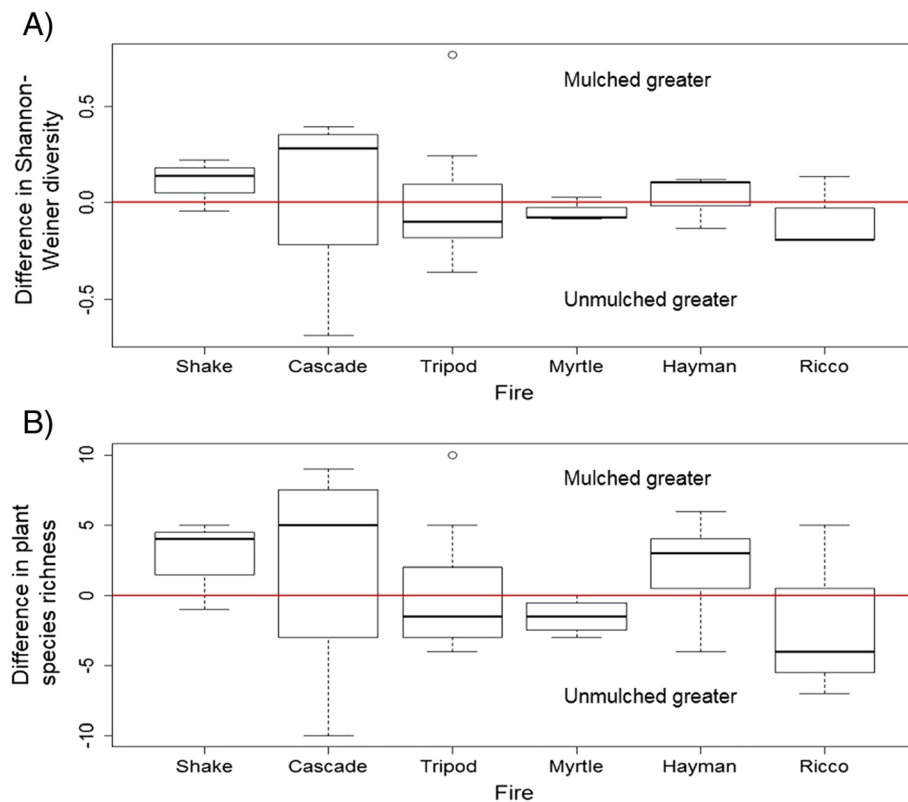 A)
Difference in Shannon-
Weiner diversity
0.5
0.0
-0.5
Mulched greater
Unmulched greater
Shake Cascade Tripod Myrtle Hayman Ricco
Fire
B)
Difference in plant
species richness
10
5
0
-5
-10
Mulched greater
Unmulched greater
Shake Cascade Tripod Myrtle Hayman Ricco
Fire